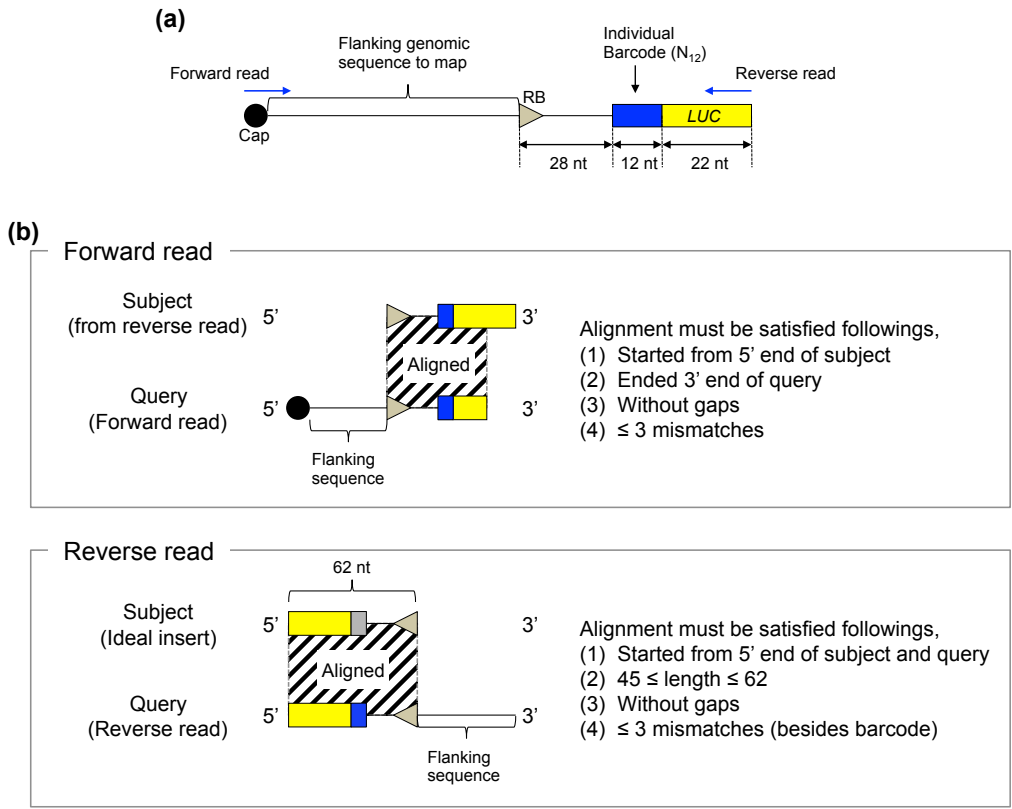 (a)
Flanking genomic
sequence to map
Individual
Barcode (N12)
Forward read
Reverse read
RB
LUC
Cap
28 nt
12 nt
22 nt
(b)
Forward read
Subject
(from reverse read)
5’
3’
Aligned
Query
(Forward read)
5’
3’
Flanking
sequence
Alignment must be satisfied followings,
(1) Started from 5’ end of subject
(2) Ended 3’ end of query
(3) Without gaps
(4) ≤ 3 mismatches
Reverse read
62 nt
Subject
(Ideal insert)
5’
3’
Aligned
Query
(Reverse read)
5’
3’
Flanking
sequence
Alignment must be satisfied followings,
(1) Started from 5’ end of subject and query
(2) 45 ≤ length ≤ 62
(3) Without gaps
(4) ≤ 3 mismatches (besides barcode)